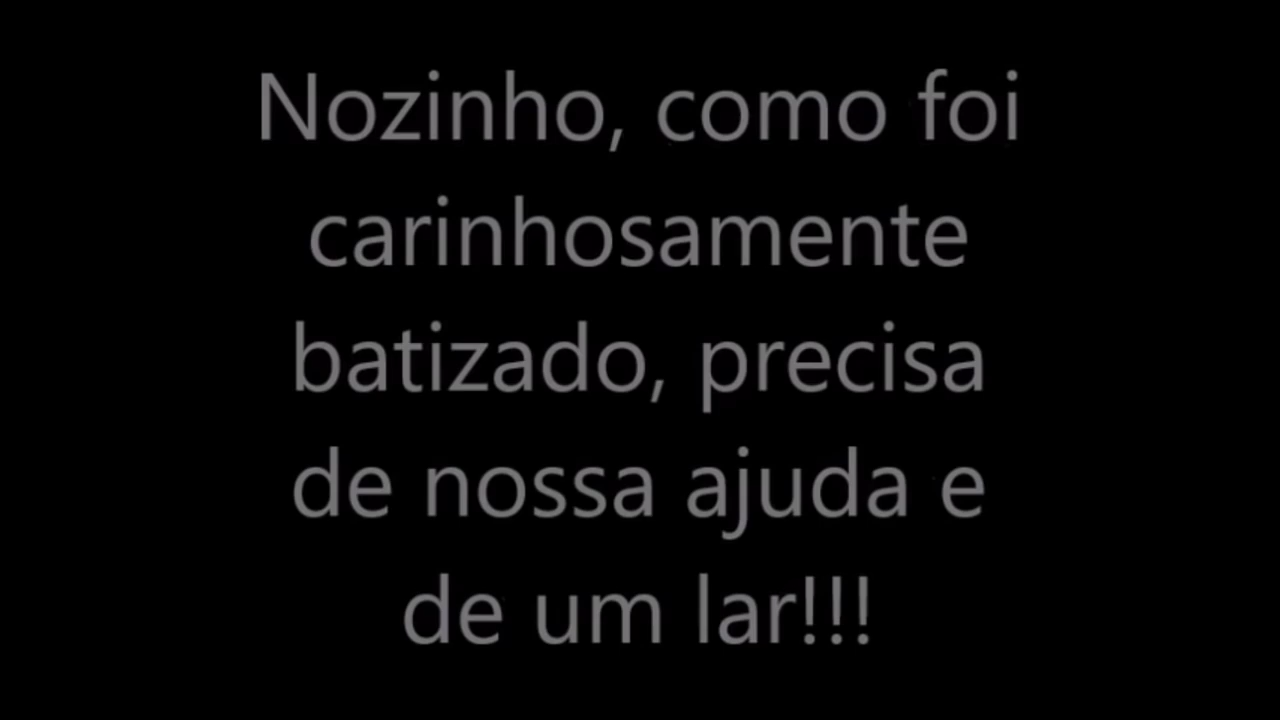 Nozinho, como foi
carinhosamente
batizado, precisa
de nossa ajuda e
de um lar!!!